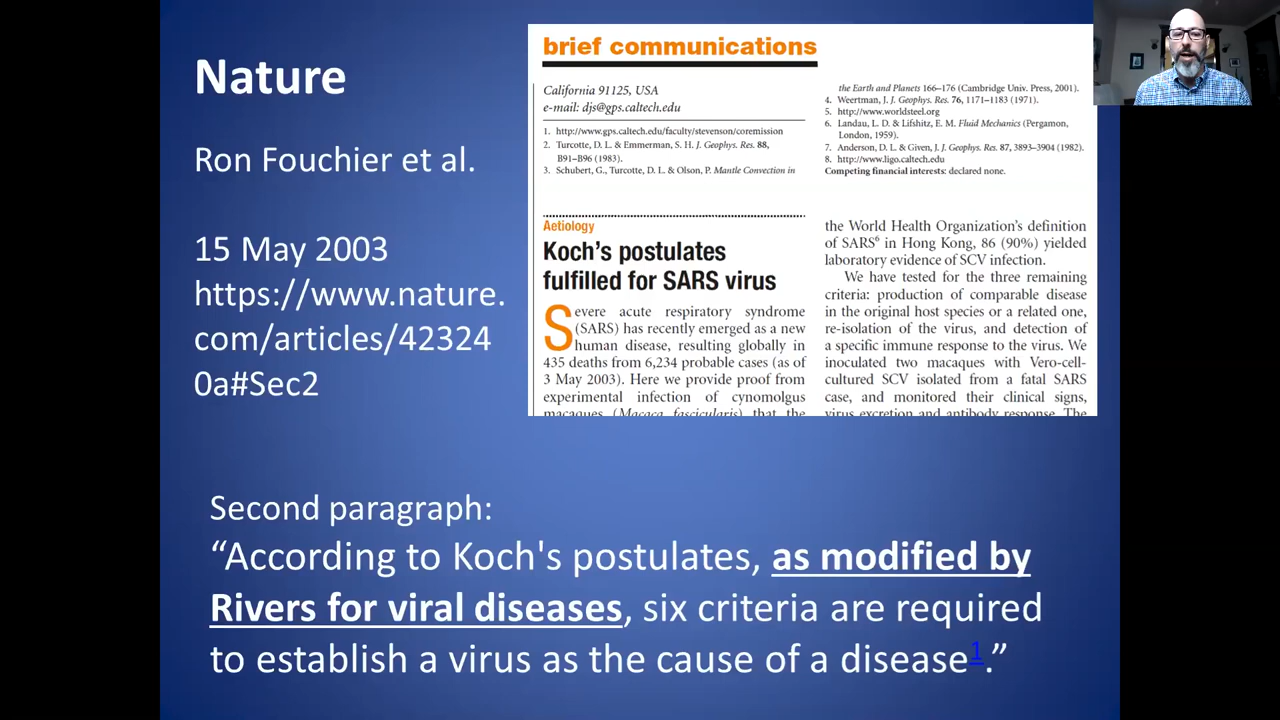 Nature
Ron Fouchier et al.
15 May 2003
https://www.nature.
com/articles/42324
0a#Sec2
brief communications
California 91125, USA
e-mail: djs@gps.caltech.edu
1. http://www.gps.caltech.edu/faculty/stevenson/coremission
2. Turcotte, D. L. & Emmerman, S. H. J. Geophys. Res. 88,
B91–B96 (1983).
3. Schubert, G., Turcotte, D. L. & Olson, P. Mantle Convection in
the Earth and Planets 166–176 (Cambridge Univ. Press, 2001).
4. Weertman, J. J. Geophys. Res. 76, 1171–1183 (1971).
5. http://www.worldsteel.org
6. Landau, L. D. & Lifshitz, E. M. Fluid Mechanics (Pergamon,
London, 1959).
7. Anderson, D. L. & Given, J. J. Geophys. Res. 87, 3893–3904 (1982).
8. http://www.ligo.caltech.edu
Competing financial interests: declared none.
Aetiology
Koch's postulates
fulfilled for SARS virus
Severe acute respiratory syndrome
(SARS) has recently emerged as a new
human disease, resulting globally in
435 deaths from 6,234 probable cases (as of
3 May 2003). Here we provide proof from
experimental infection of cynomolgus
macaques (Macaca fascicularis) that the
the World Health Organization's definition
of SARS6 in Hong Kong, 86 (90%) yielded
laboratory evidence of SCV infection.
We have tested for the three remaining
criteria: production of comparable disease
in the original host species or a related one,
re-isolation of the virus, and detection of
a specific immune response to the virus. We
inoculated two macaques with Vero-cell-
cultured SCV isolated from a fatal SARS
case, and monitored their clinical signs,
virus excretion and antibody response. The
Second paragraph:
“According to Koch's postulates, as modified by
Rivers for viral diseases, six criteria are required
to establish a virus as the cause of a disease1.”